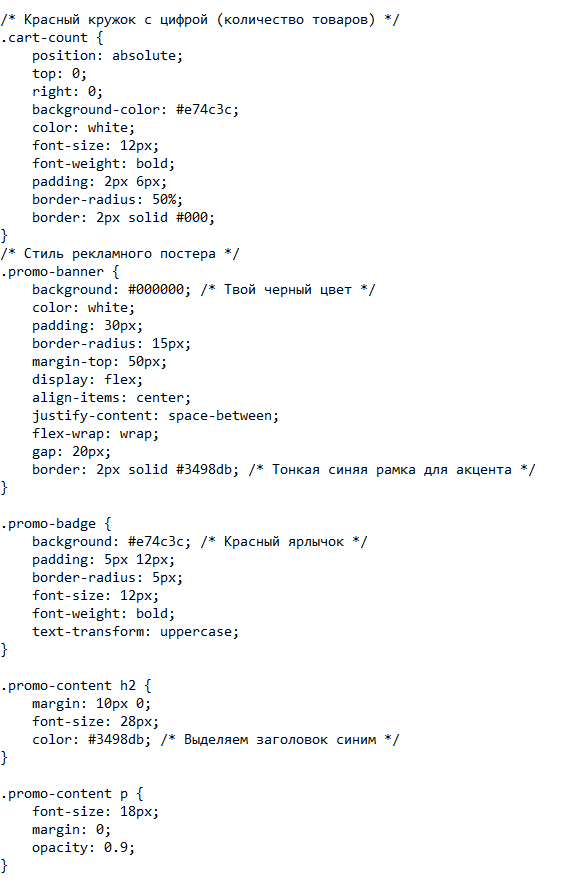 /* Красный кружок с цифрой (количество товаров) */
.cart-count {
    position: absolute;
    top: 0;
    right: 0;
    background-color: #e74c3c;
    color: white;
    font-size: 12px;
    font-weight: bold;
    padding: 2px 6px;
    border-radius: 50%;
    border: 2px solid #000;
}
/* Стиль рекламного постера */
.promo-banner {
    background: #000000; /* Твой черный цвет */
    color: white;
    padding: 30px;
    border-radius: 15px;
    margin-top: 50px;
    display: flex;
    align-items: center;
    justify-content: space-between;
    flex-wrap: wrap;
    gap: 20px;
    border: 2px solid #3498db; /* Тонкая синяя рамка для акцента */
}

.promo-badge {
    background: #e74c3c; /* Красный ярлычок */
    padding: 5px 12px;
    border-radius: 5px;
    font-size: 12px;
    font-weight: bold;
    text-transform: uppercase;
}

.promo-content h2 {
    margin: 10px 0;
    font-size: 28px;
    color: #3498db; /* Выделяем заголовок синим */
}

.promo-content p {
    font-size: 18px;
    margin: 0;
    opacity: 0.9;
}